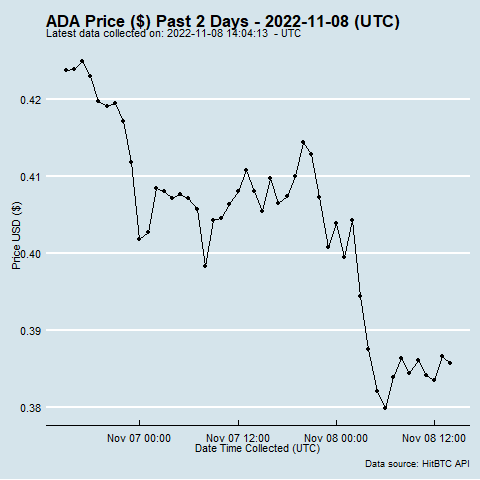 ADA Price ($) Past 2 Days - 2022-11-08 (UTC)
Latest data collected on: 2022-11-08 14:04:13 - UTC
0.42
0.41
0.40
0.39
0.38
Price USD ($)
Nov 07 00:00 Nov 07 12:00 Nov 08 00:00 Nov 08 12:00
Date Time Collected (UTC)
Data source: HitBTC API